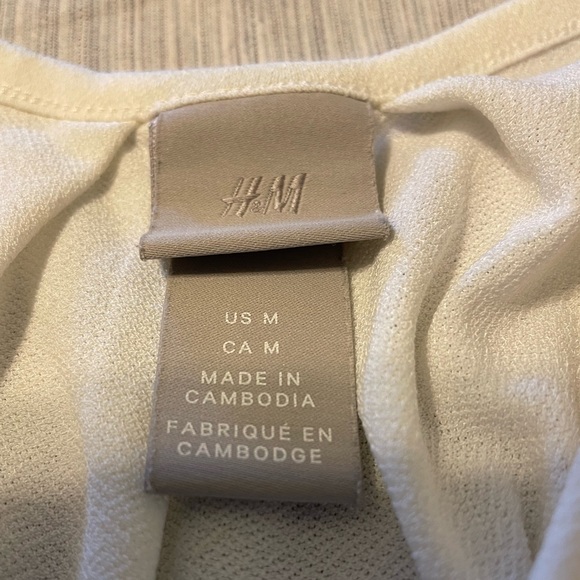 H&M
US M
CA M
MADE IN
CAMBODIA
FABRIQUÉ EN
CAMBODGE